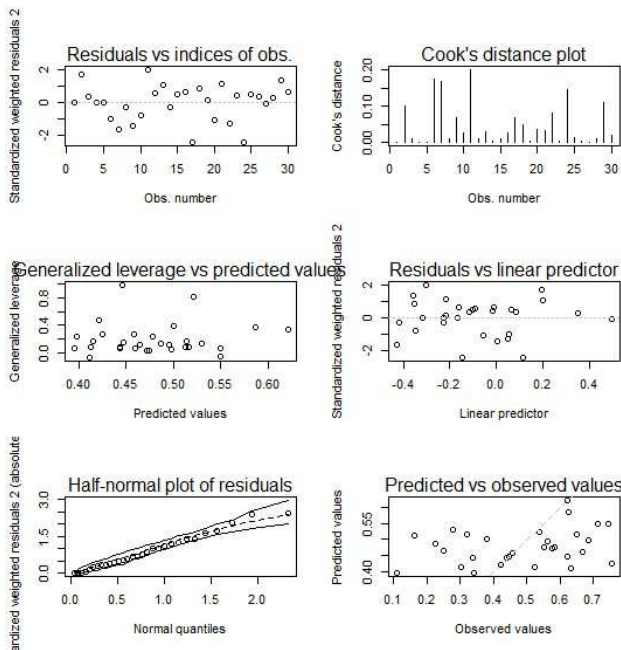 Residuals vs indices of obs.
Standardized weighted residuals 2
2
0
-2
0 5 10 15 20 25 30
Obs. number
Cook's distance plot
Cook's distance
0.20
0.10
0.00
0 5 10 15 20 25 30
Obs. number
Generalized leverage vs predicted values
Generalized leverage
0.8
0.4
0.0
0.40 0.45 0.50 0.55 0.60
Predicted values
Residuals vs linear predictor
Standardized weighted residuals 2
2
0
-2
-0.4 -0.2 0.0 0.2 0.4
Linear predictor
Half-normal plot of residuals
dardized weighted residuals 2 (absolute
3.0
1.5
0.0
0.0 0.5 1.0 1.5 2.0
Normal quantiles
Predicted vs observed values
Predicted values
0.55
0.40
0.1 0.2 0.3 0.4 0.5 0.6 0.7
Observed values